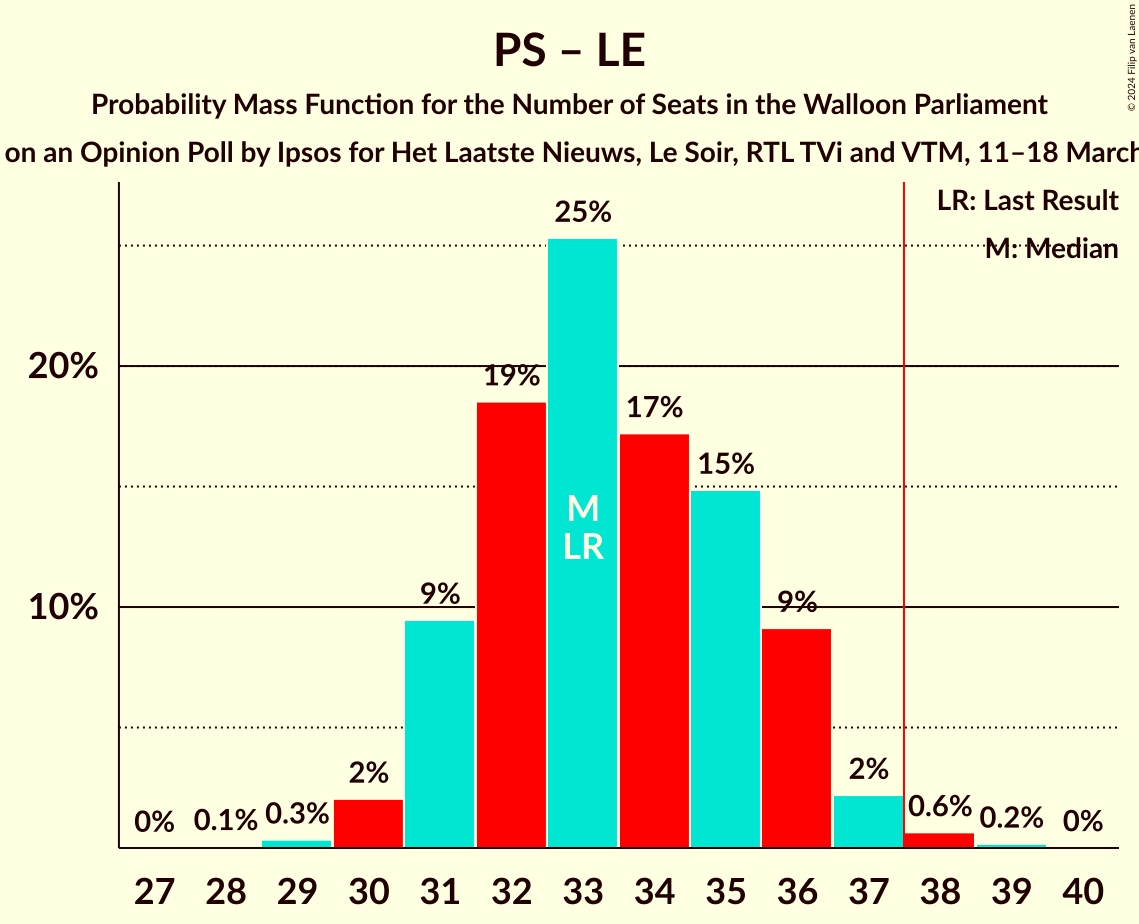 PS – LE
Probability Mass Function for the Number of Seats in the Walloon Parliament
on an Opinion Poll by Ipsos for Het Laatste Nieuws, Le Soir, RTL TVi and VTM, 11–18 March
© 2024 Filip van Laenen
LR: Last Result
M: Median
25%
20%
19%
17%
15%
M
LR
10%
9%
9%
2%
2%
0%
0.1%
0.3%
0.6%
0.2%
0%
27 28 29 30 31 32 33 34 35 36 37 38 39 40